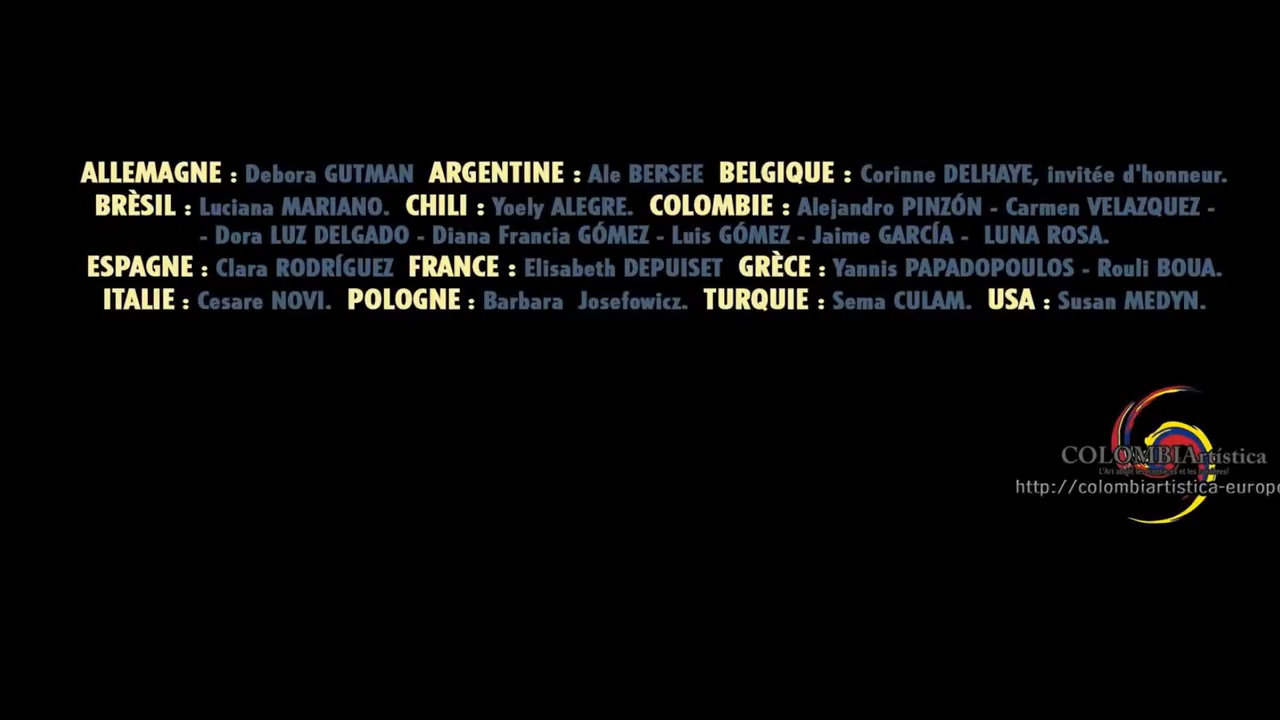 ALLEMAGNE : Debora GUTMAN ARGENTINE : Ale BERSEE BELGIQUE : Corinne DELHAYE, invitée d'honneur.
BRÈSIL : Luciana MARIANO. CHILI : Yoely ALEGRE. COLOMBIE : Alejandro PINZÓN - Carmen VELAZQUEZ -
- Dora LUZ DELGADO - Diana Francia GÓMEZ - Luis GÓMEZ - Jaime GARCÍA - LUNA ROSA.
ESPAGNE : Clara RODRÍGUEZ FRANCE : Elisabeth DEPUISET GRÈCE : Yannis PAPADOPOULOS - Rouli BOUA.
ITALIE : Cesare NOVI. POLOGNE : Barbara Josefowicz. TURQUIE : Sema CULAM. USA : Susan MEDYN.
COLOMBIArtística
L'Art et les
http://colombiartistica-europe